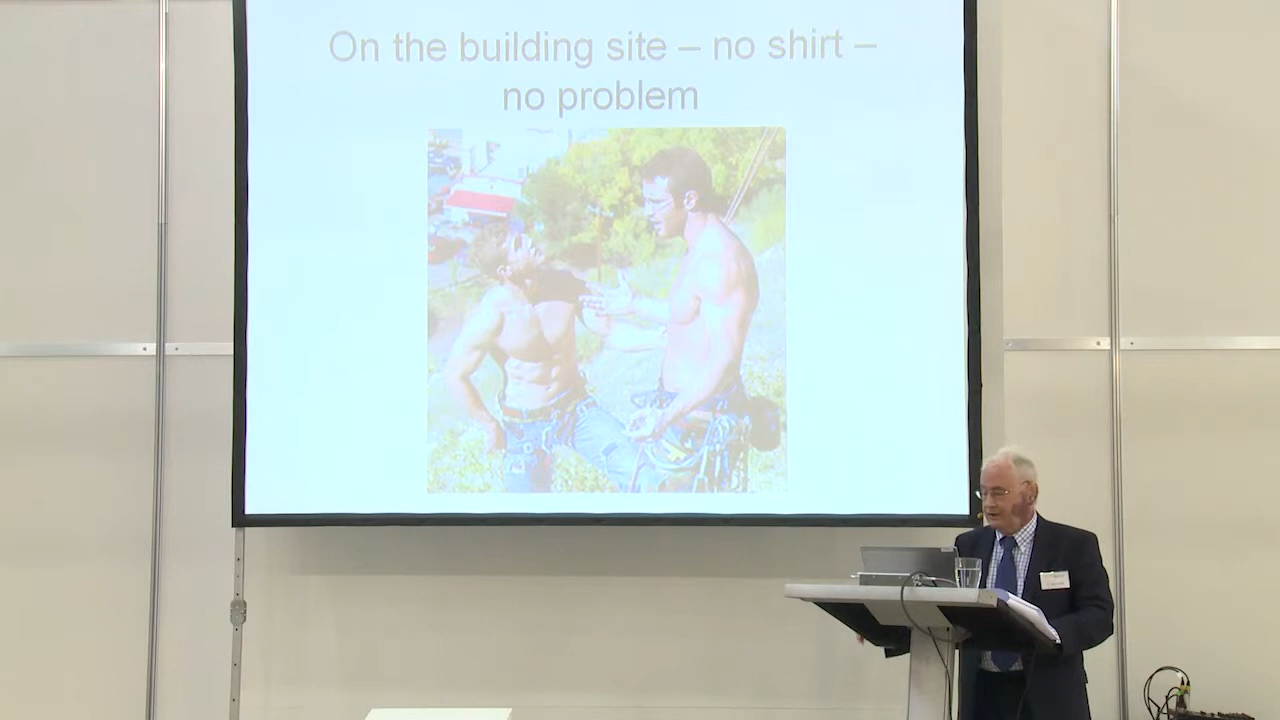 On the building site – no shirt –
no problem